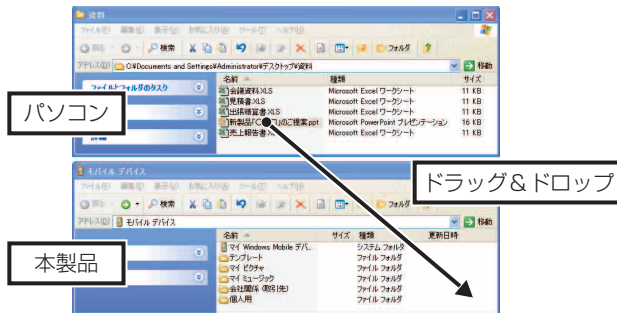 資料
ファイル(F) 編集(E) 表示(V) お気に入り(A) ツール(T) ヘルプ(H)
戻る 検索 フォルダ
アドレス(D) C:¥Documents and Settings¥Administrator¥デスクトップ¥資料 移動
ファイルとフォルダのタスク
名前 種類 サイズ
会議資料.XLS Microsoft Excel ワークシート 11 KB
見積書.XLS Microsoft Excel ワークシート 11 KB
出張精算書.XLS Microsoft Excel ワークシート 11 KB
のご提案.ppt Microsoft PowerPoint プレゼンテーション 16 KB
売上報告書.XLS Microsoft Excel ワークシート 11 KB
パソコン
詳細
ドラッグ&ドロップ
モバイル デバイス
ファイル(F) 編集(E) 表示(V) お気に入り(A) ツール(T) ヘルプ(H)
戻る 検索 フォルダ
アドレス(D) モバイル デバイス 移動
名前 サイズ 種類 更新日時
マイ Windows Mobile デバ... システム フォルダ
テンプレート ファイル フォルダ
マイ ピクチャ ファイル フォルダ
マイ ミュージック ファイル フォルダ
会社関係 (取引先) ファイル フォルダ
個人用 ファイル フォルダ
本製品